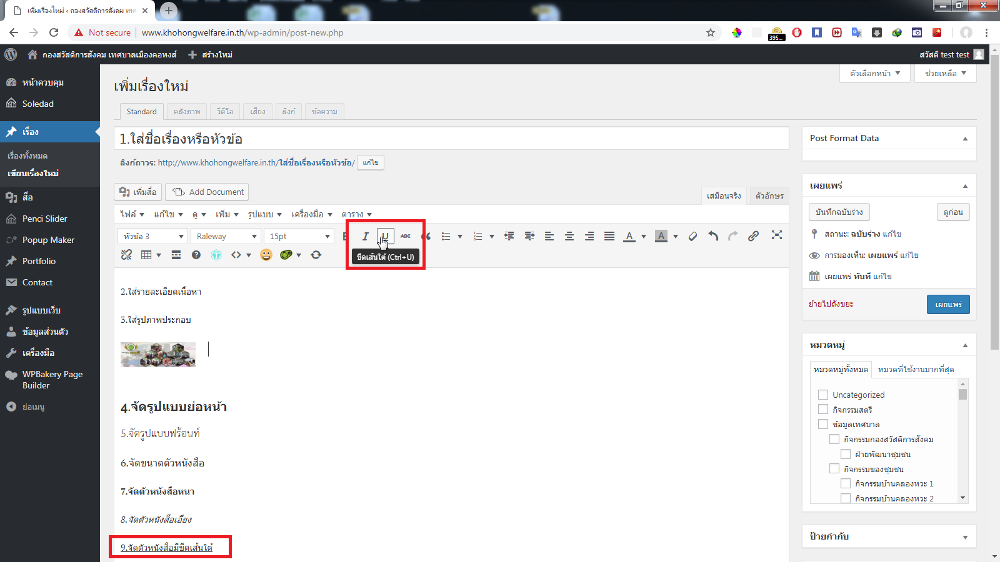 เพิ่มเรื่องใหม่ ‹ กองสวัสดิการสังคม เทศ
Not secure www.khohongwelfare.in.th/wp-admin/post-new.php
395...
กองสวัสดิการสังคม เทศบาลเมืองคอหงส์ สร้างใหม่ สวัสดี test test
ตัวเลือกหน้า ช่วยเหลือ
หน้าควบคุม
Soledad
เรื่อง
เรื่องทั้งหมด
เขียนเรื่องใหม่
สื่อ
Penci Slider
Popup Maker
Portfolio
Contact
รูปแบบเว็บ
ข้อมูลส่วนตัว
เครื่องมือ
WPBakery Page
Builder
ย่อเมนู
เพิ่มเรื่องใหม่
Standard คลังภาพ วีดีโอ เสียง ลิงก์ ข้อความ
1.ใส่ชื่อเรื่องหรือหัวข้อ
ลิงก์ถาวร: http://www.khohongwelfare.in.th/ใส่ชื่อเรื่องหรือหัวข้อ/ แก้ไข
เพิ่มสื่อ Add Document เสมือนจริง ตัวอักษร
ไฟล์ แก้ไข ดู เพิ่ม รูปแบบ เครื่องมือ ตาราง
หัวข้อ 3 Raleway 15pt B I U ABC A A
ขีดเส้นใต้ (Ctrl+U)
2.ใส่รายละเอียดเนื้อหา
3.ใส่รูปภาพประกอบ
4.จัดรูปแบบย่อหน้า
5.จัดรูปแบบฟร้อนท์
6.จัดขนาดตัวหนังสือ
7.จัดตัวหนังสือหนา
8.จัดตัวหนังสือเอียง
9.จัดตัวหนังสือมีขีดเส้นใต้
Post Format Data
เผยแพร่
บันทึกฉบับร่าง ดูก่อน
สถานะ: ฉบับร่าง แก้ไข
การมองเห็น: เผยแพร่ แก้ไข
เผยแพร่ ทันที แก้ไข
ย้ายไปถังขยะ เผยแพร่
หมวดหมู่
หมวดหมู่ทั้งหมด หมวดที่ใช้งานมากที่สุด
Uncategorized
กิจกรรมสตรี
ข้อมูลเทศบาล
กิจกรรมกองสวัสดิการสังคม
ฝ่ายพัฒนาชุมชน
กิจกรรมของชุมชน
กิจกรรมบ้านคลองหวะ 1
กิจกรรมบ้านคลองหวะ 2
ป้ายกำกับ